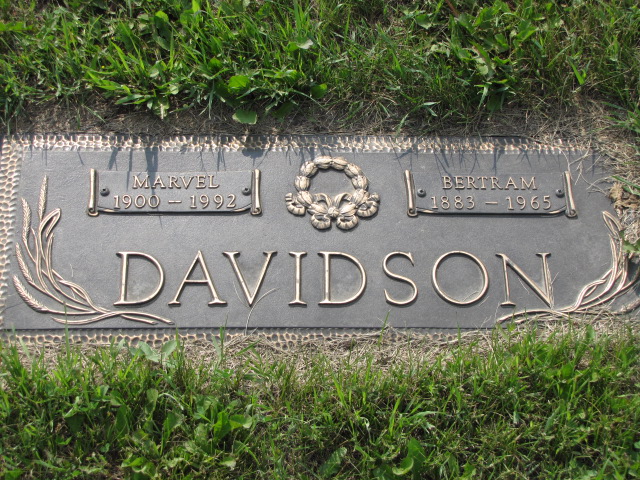 MARVEL
1900 – 1992
BERTRAM
1883 – 1965
DAVIDSON